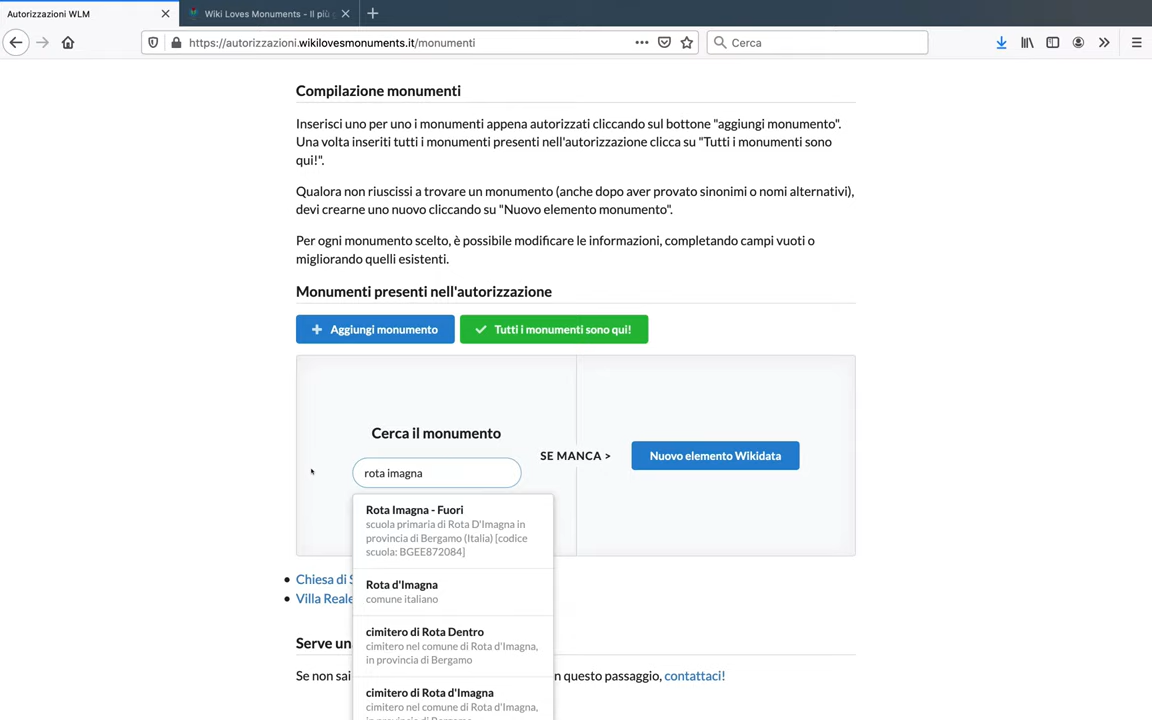 Autorizzazioni WLM
Wiki Loves Monuments - Il più g
https://autorizzazioni.wikilovesmonuments.it/monumenti
Cerca
Compilazione monumenti
Inserisci uno per uno i monumenti appena autorizzati cliccando sul bottone "aggiungi monumento".
Una volta inseriti tutti i monumenti presenti nell'autorizzazione clicca su "Tutti i monumenti sono
qui!".
Qualora non riuscissi a trovare un monumento (anche dopo aver provato sinonimi o nomi alternativi),
devi crearne uno nuovo cliccando su "Nuovo elemento monumento".
Per ogni monumento scelto, è possibile modificare le informazioni, completando campi vuoti o
migliorando quelli esistenti.
Monumenti presenti nell'autorizzazione
Aggiungi monumento
Tutti i monumenti sono qui!
Cerca il monumento
rota imagna
SE MANCA >
Nuovo elemento Wikidata
Rota Imagna - Fuori
scuola primaria di Rota D'Imagna in
provincia di Bergamo (Italia) [codice
scuola: BGEE872084]
Rota d'Imagna
comune italiano
cimitero di Rota Dentro
cimitero nel comune di Rota d'Imagna,
in provincia di Bergamo
cimitero di Rota d'Imagna
cimitero nel comune di Rota d'Imagna,
• Chiesa di S
• Villa Reale
Serve un
Se non sai n questo passaggio, contattaci!